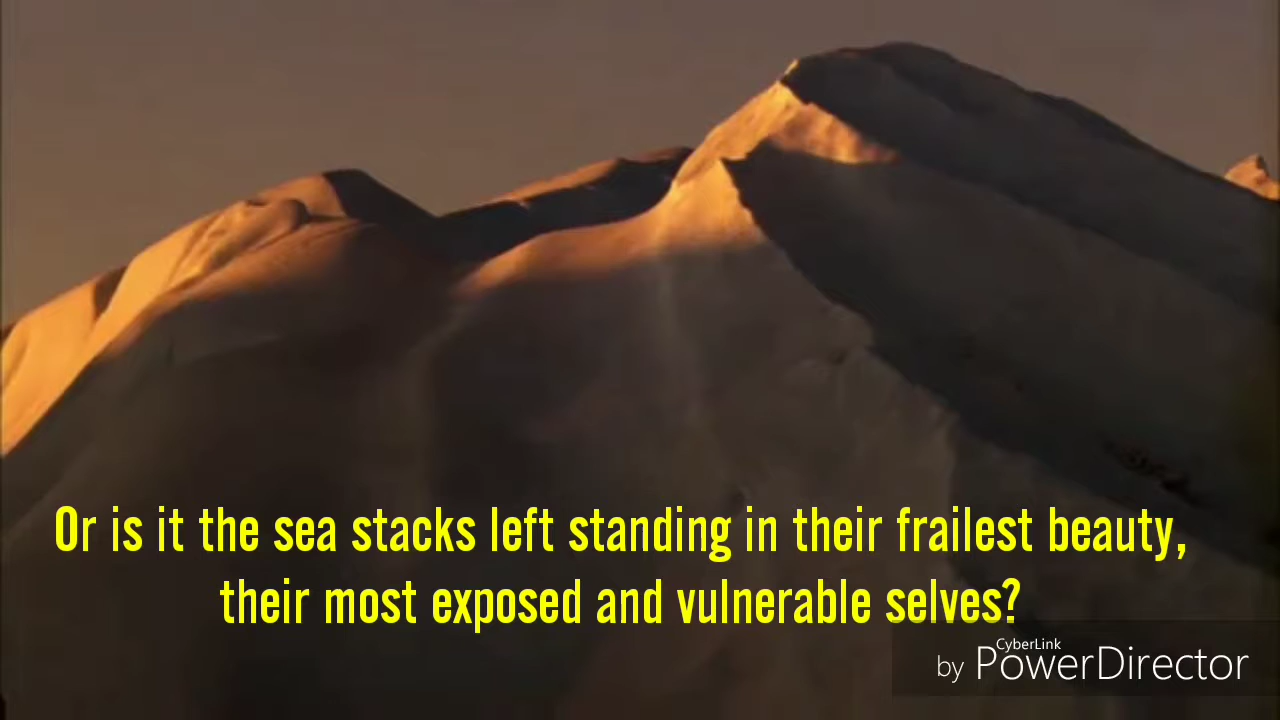 Or is it the sea stacks left standing in their frailest beauty,
their most exposed and vulnerable selves?
CyberLink
by PowerDirector